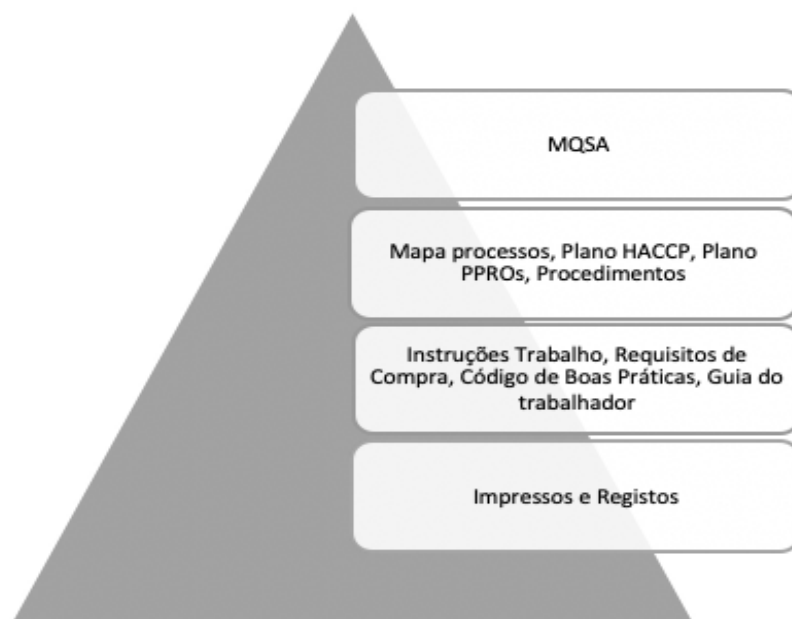 MQSA
Mapa processos, Plano HACCP, Plano
PPROs, Procedimentos
Instruções Trabalho, Requisitos de
Compra, Código de Boas Práticas, Guia do
trabalhador
Impressos e Registos